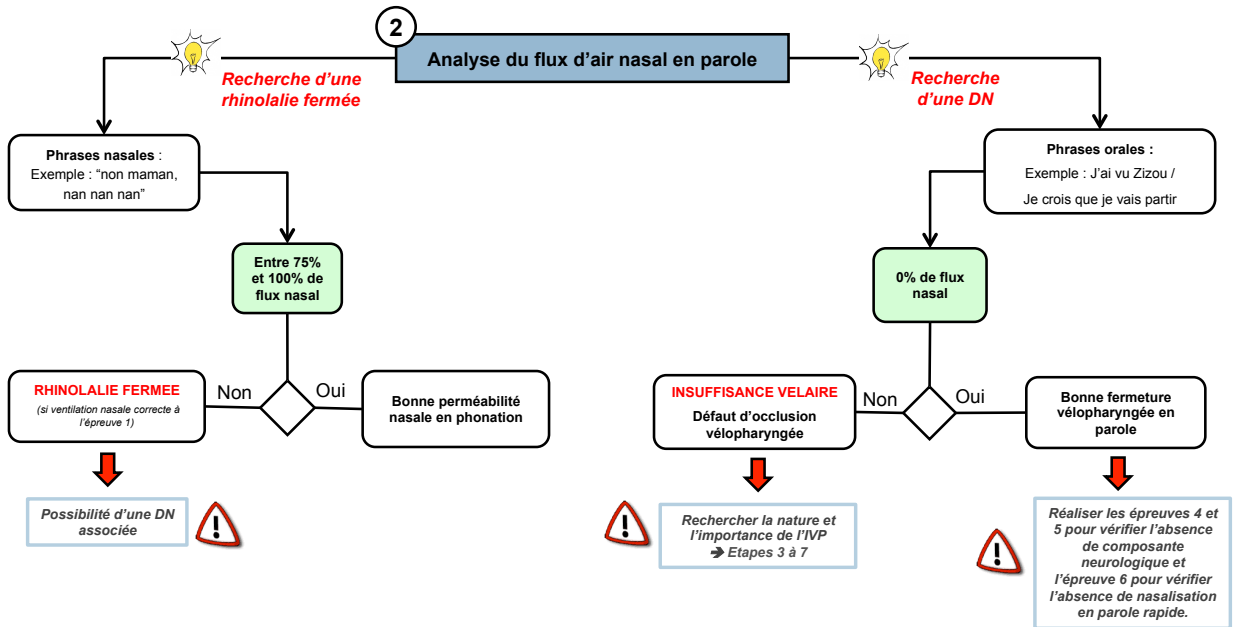 2
Analyse du flux d’air nasal en parole
Recherche d’une
rhinolalie fermée
Recherche
d’une DN
Phrases nasales :
Exemple : “non maman,
nan nan nan”
Phrases orales :
Exemple : J’ai vu Zizou /
Je crois que je vais partir
Entre 75%
et 100% de
flux nasal
0% de flux
nasal
RHINOLALIE FERMEE
(si ventilation nasale correcte à
l’épreuve 1)
Non
Oui
Bonne perméabilité
nasale en phonation
INSUFFISANCE VELAIRE
Défaut d’occlusion
vélopharyngée
Non
Oui
Bonne fermeture
vélopharyngée en
parole
Possibilité d’une DN
associée
!
!
Rechercher la nature et
l’importance de l’IVP
➔ Etapes 3 à 7
!
Réaliser les épreuves 4 et
5 pour vérifier l’absence
de composante
neurologique et
l’épreuve 6 pour vérifier
l’absence de nasalisation
en parole rapide.